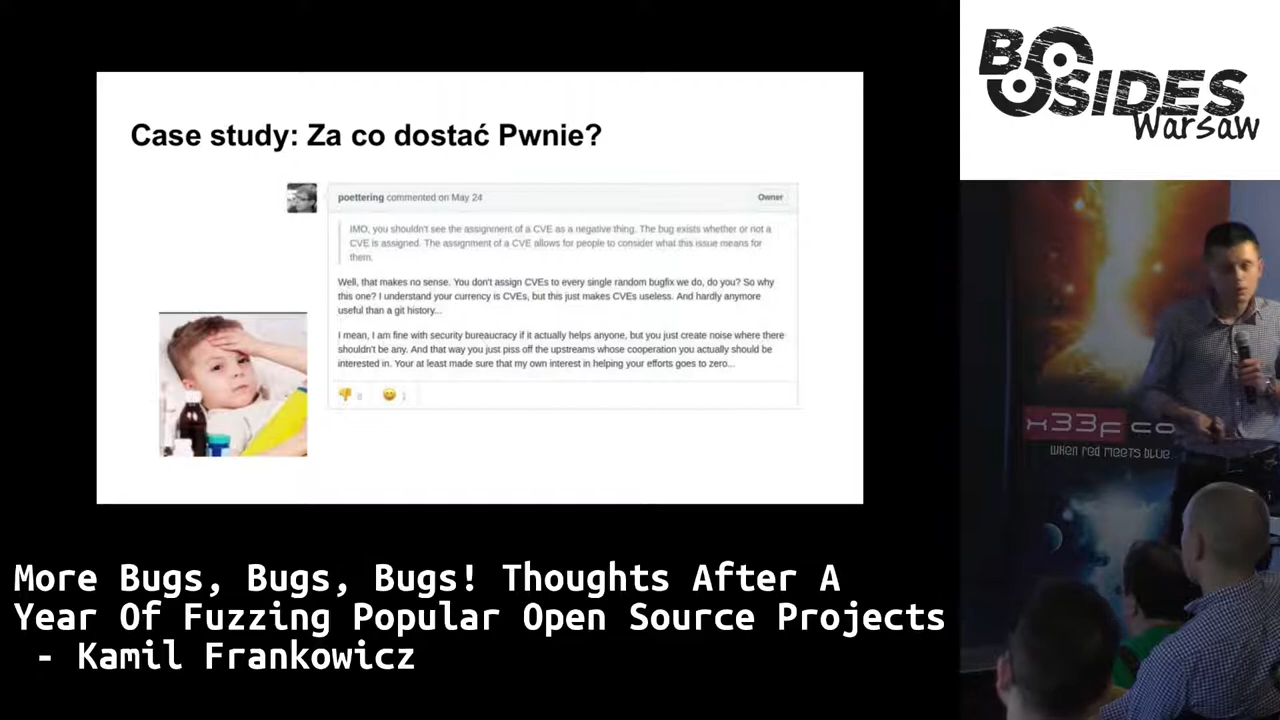 BSIDES
Warsaw
Case study: Za co dostać Pwnie?
poettering commented on May 24
Owner
IMO, you shouldn't see the assignment of a CVE as a negative thing. The bug exists whether or not a
CVE is assigned. The assignment of a CVE allows for people to consider what this issue means for
them.
Well, that makes no sense. You don't assign CVEs to every single random bugfix we do, do you? So why
this one? I understand your currency is CVEs, but this just makes CVEs useless. And hardly anymore
useful than a git history...
I mean, I am fine with security bureaucracy if it actually helps anyone, but you just create noise where there
shouldn't be any. And that way you just piss off the upstreams whose cooperation you actually should be
interested in. Your at least made sure that my own interest in helping your efforts goes to zero...
x33fco
when red meets blue...
More Bugs, Bugs, Bugs! Thoughts After A
Year Of Fuzzing Popular Open Source Projects
- Kamil Frankowicz